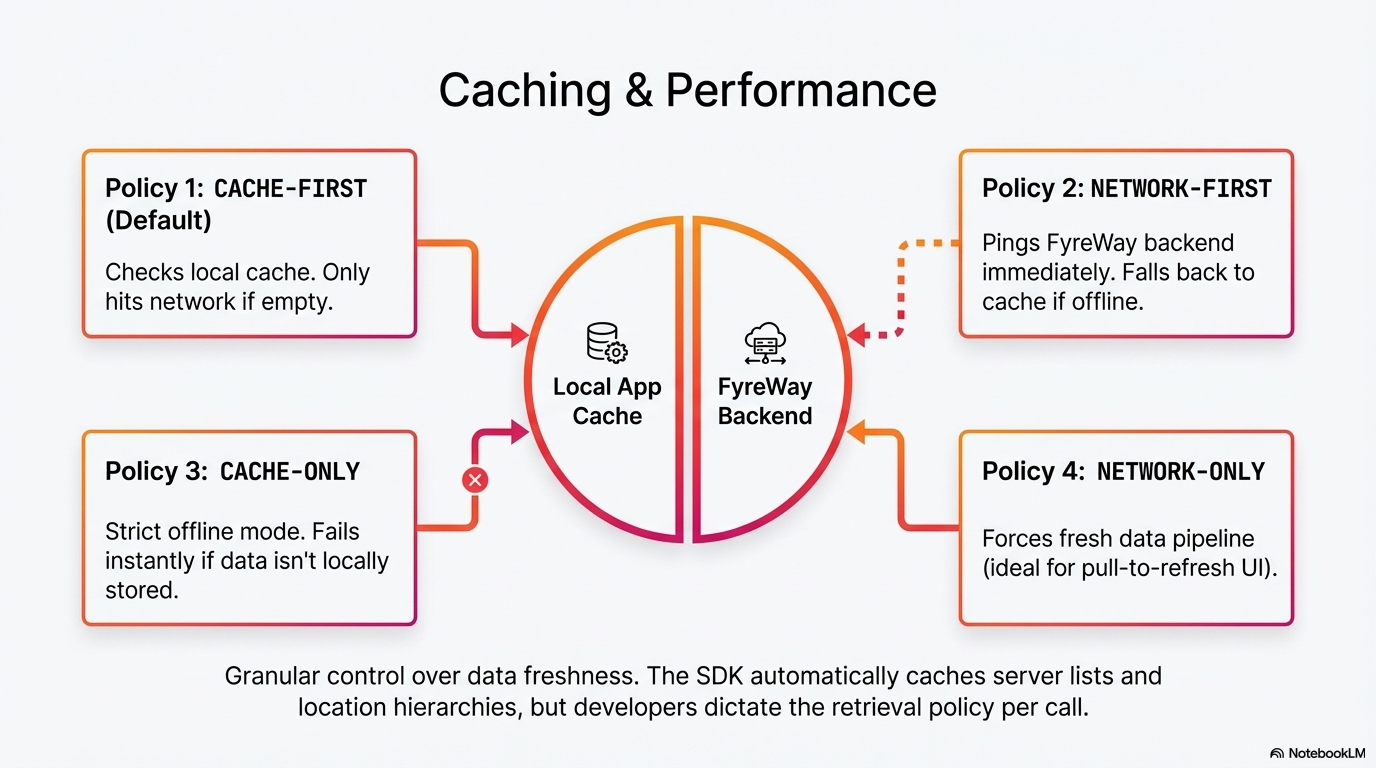 Caching & Performance
Policy 1: CACHE-FIRST
(Default)
Checks local cache. Only
hits network if empty.
Policy 2: NETWORK-FIRST
Pings FyreWay backend
immediately. Falls back to
cache if offline.
Local App
Cache
FyreWay
Backend
Policy 3: CACHE-ONLY
Strict offline mode. Fails
instantly if data isn't locally
stored.
Policy 4: NETWORK-ONLY
Forces fresh data pipeline
(ideal for pull-to-refresh UI).
Granular control over data freshness. The SDK automatically caches server lists and
location hierarchies, but developers dictate the retrieval policy per call.
NotebookLM